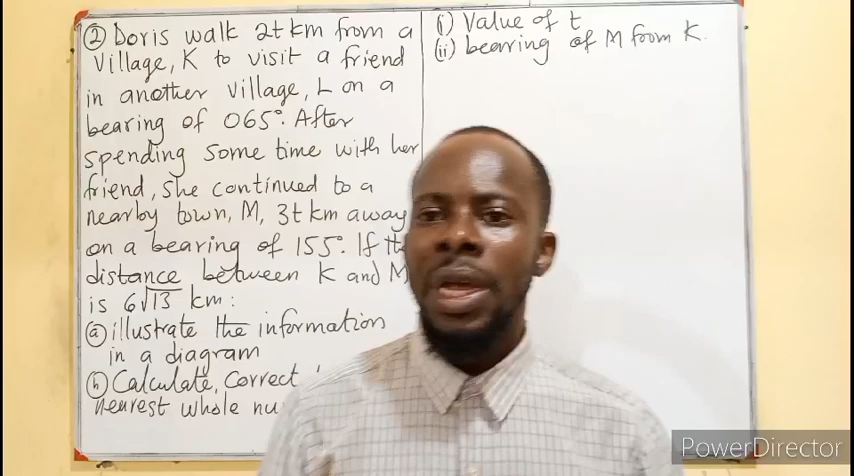 ② Doris walk 2t km from a
village, K to visit a friend
in another village, L on a
bearing of 065°. After
spending some time with her
friend, she continued to a
nearby town, M, 3t km away
on a bearing of 155°. If the
distance between K and M
is 6√13 km:
ⓐ illustrate the information
in a diagram
ⓑ Calculate, correct
nearest whole
(i) Value of t
(ii) bearing of M from K.
PowerDirector